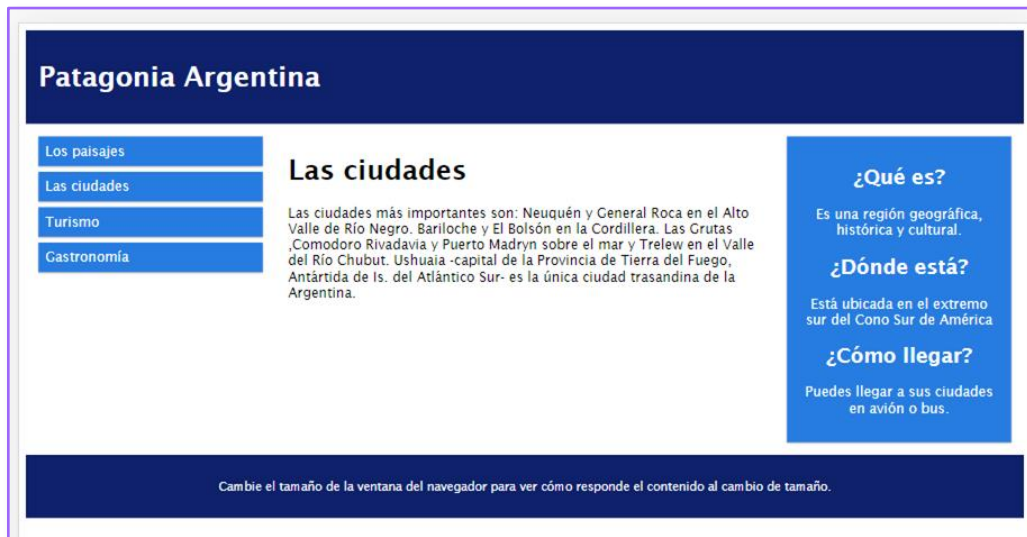 Patagonia Argentina
Los paisajes
Las ciudades
Turismo
Gastronomía
Las ciudades
Las ciudades más importantes son: Neuquén y General Roca en el Alto
Valle de Río Negro. Bariloche y El Bolsón en la Cordillera. Las Grutas
,Comodoro Rivadavia y Puerto Madryn sobre el mar y Trelew en el Valle
del Río Chubut. Ushuaia -capital de la Provincia de Tierra del Fuego,
Antártida de Is. del Atlántico Sur- es la única ciudad trasandina de la
Argentina.
¿Qué es?
Es una región geográfica,
histórica y cultural.
¿Dónde está?
Está ubicada en el extremo
sur del Cono Sur de América
¿Cómo llegar?
Puedes llegar a sus ciudades
en avión o bus.
Cambie el tamaño de la ventana del navegador para ver cómo responde el contenido al cambio de tamaño.